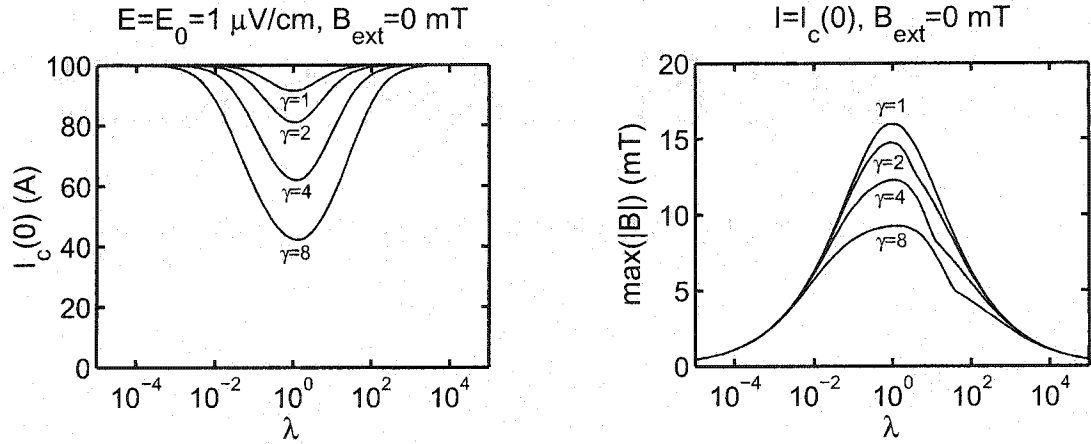 E=E₀=1 μV/cm, B_ext=0 mT
I_c(0) (A)
100
80
60
40
20
0
γ=1
γ=2
γ=4
γ=8
10⁻⁴ 10⁻² 10⁰ 10² 10⁴
λ
I=I_c(0), B_ext=0 mT
max(|B|) (mT)
20
15
10
5
0
γ=1
γ=2
γ=4
γ=8
10⁻⁴ 10⁻² 10⁰ 10² 10⁴
λ